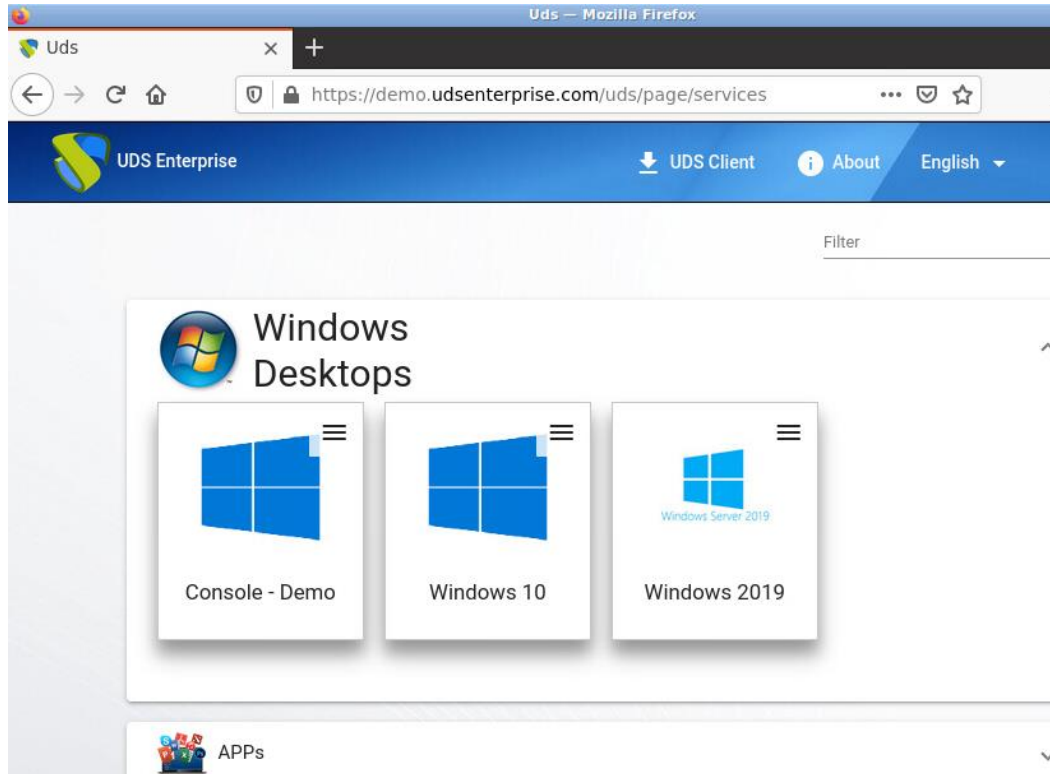 Uds — Mozilla Firefox
Uds
https://demo.udsenterprise.com/uds/page/services
UDS Enterprise
UDS Client
About
English
Filter
Windows
Desktops
Windows Server 2019
Console - Demo
Windows 10
Windows 2019
APPs